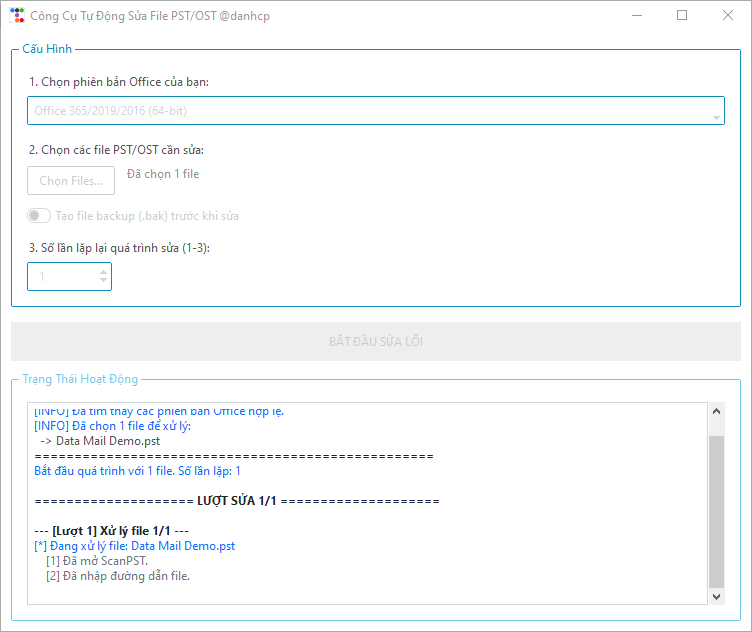 Công Cụ Tự Động Sửa File PST/OST @danhcp
Cấu Hình
1. Chọn phiên bản Office của bạn:
Office 365/2019/2016 (64-bit)
2. Chọn các file PST/OST cần sửa:
Chọn Files...
Đã chọn 1 file
Tạo file backup (.bak) trước khi sửa
3. Số lần lặp lại quá trình sửa (1-3):
1
BẮT ĐẦU SỬA LỖI
Trạng Thái Hoạt Động
[INFO] Đã tìm thấy các phiên bản Office hợp lệ.
[INFO] Đã chọn 1 file để xử lý:
-> Data Mail Demo.pst
==================================================
Bắt đầu quá trình với 1 file. Số lần lặp: 1
==================== LƯỢT SỬA 1/1 ====================
--- [Lượt 1] Xử lý file 1/1 ---
[*] Đang xử lý file: Data Mail Demo.pst
[1] Đã mở ScanPST.
[2] Đã nhập đường dẫn file.